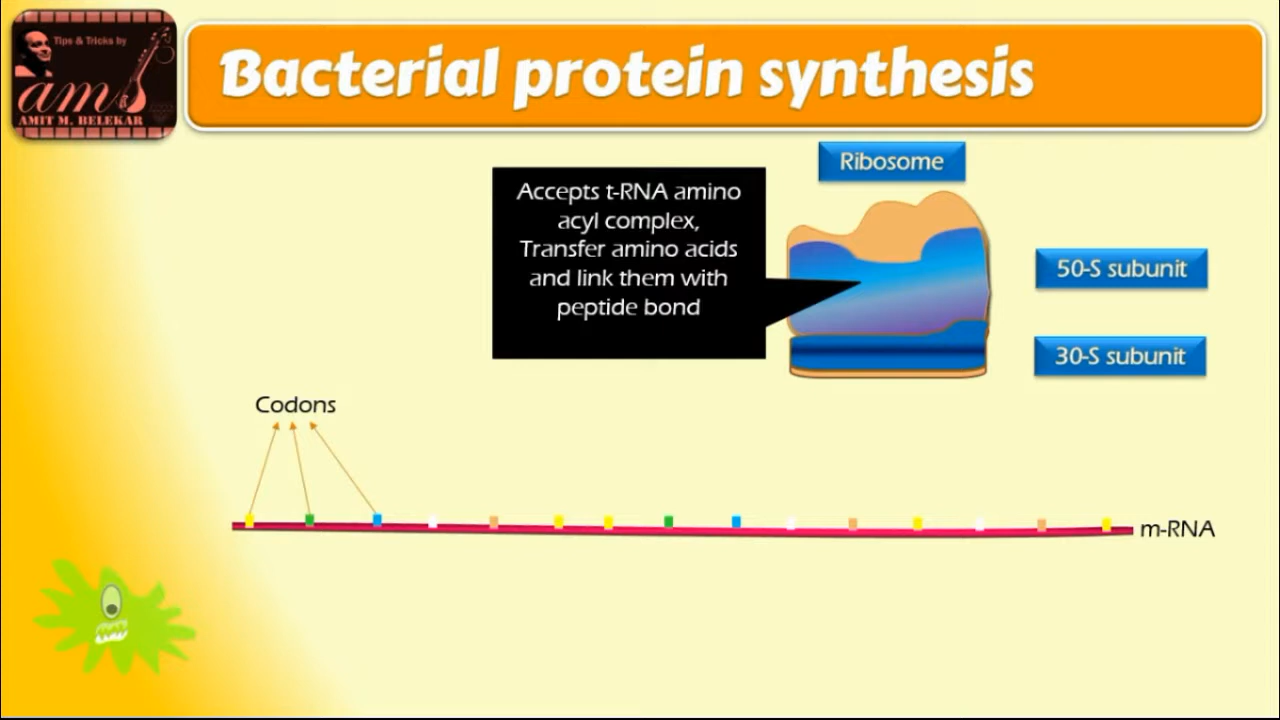 Tips & Tricks by
am
AMIT M. BELEKAR
Bacterial protein synthesis
Ribosome
Accepts t-RNA amino
acyl complex,
Transfer amino acids
and link them with
peptide bond
50-S subunit
30-S subunit
Codons
m-RNA